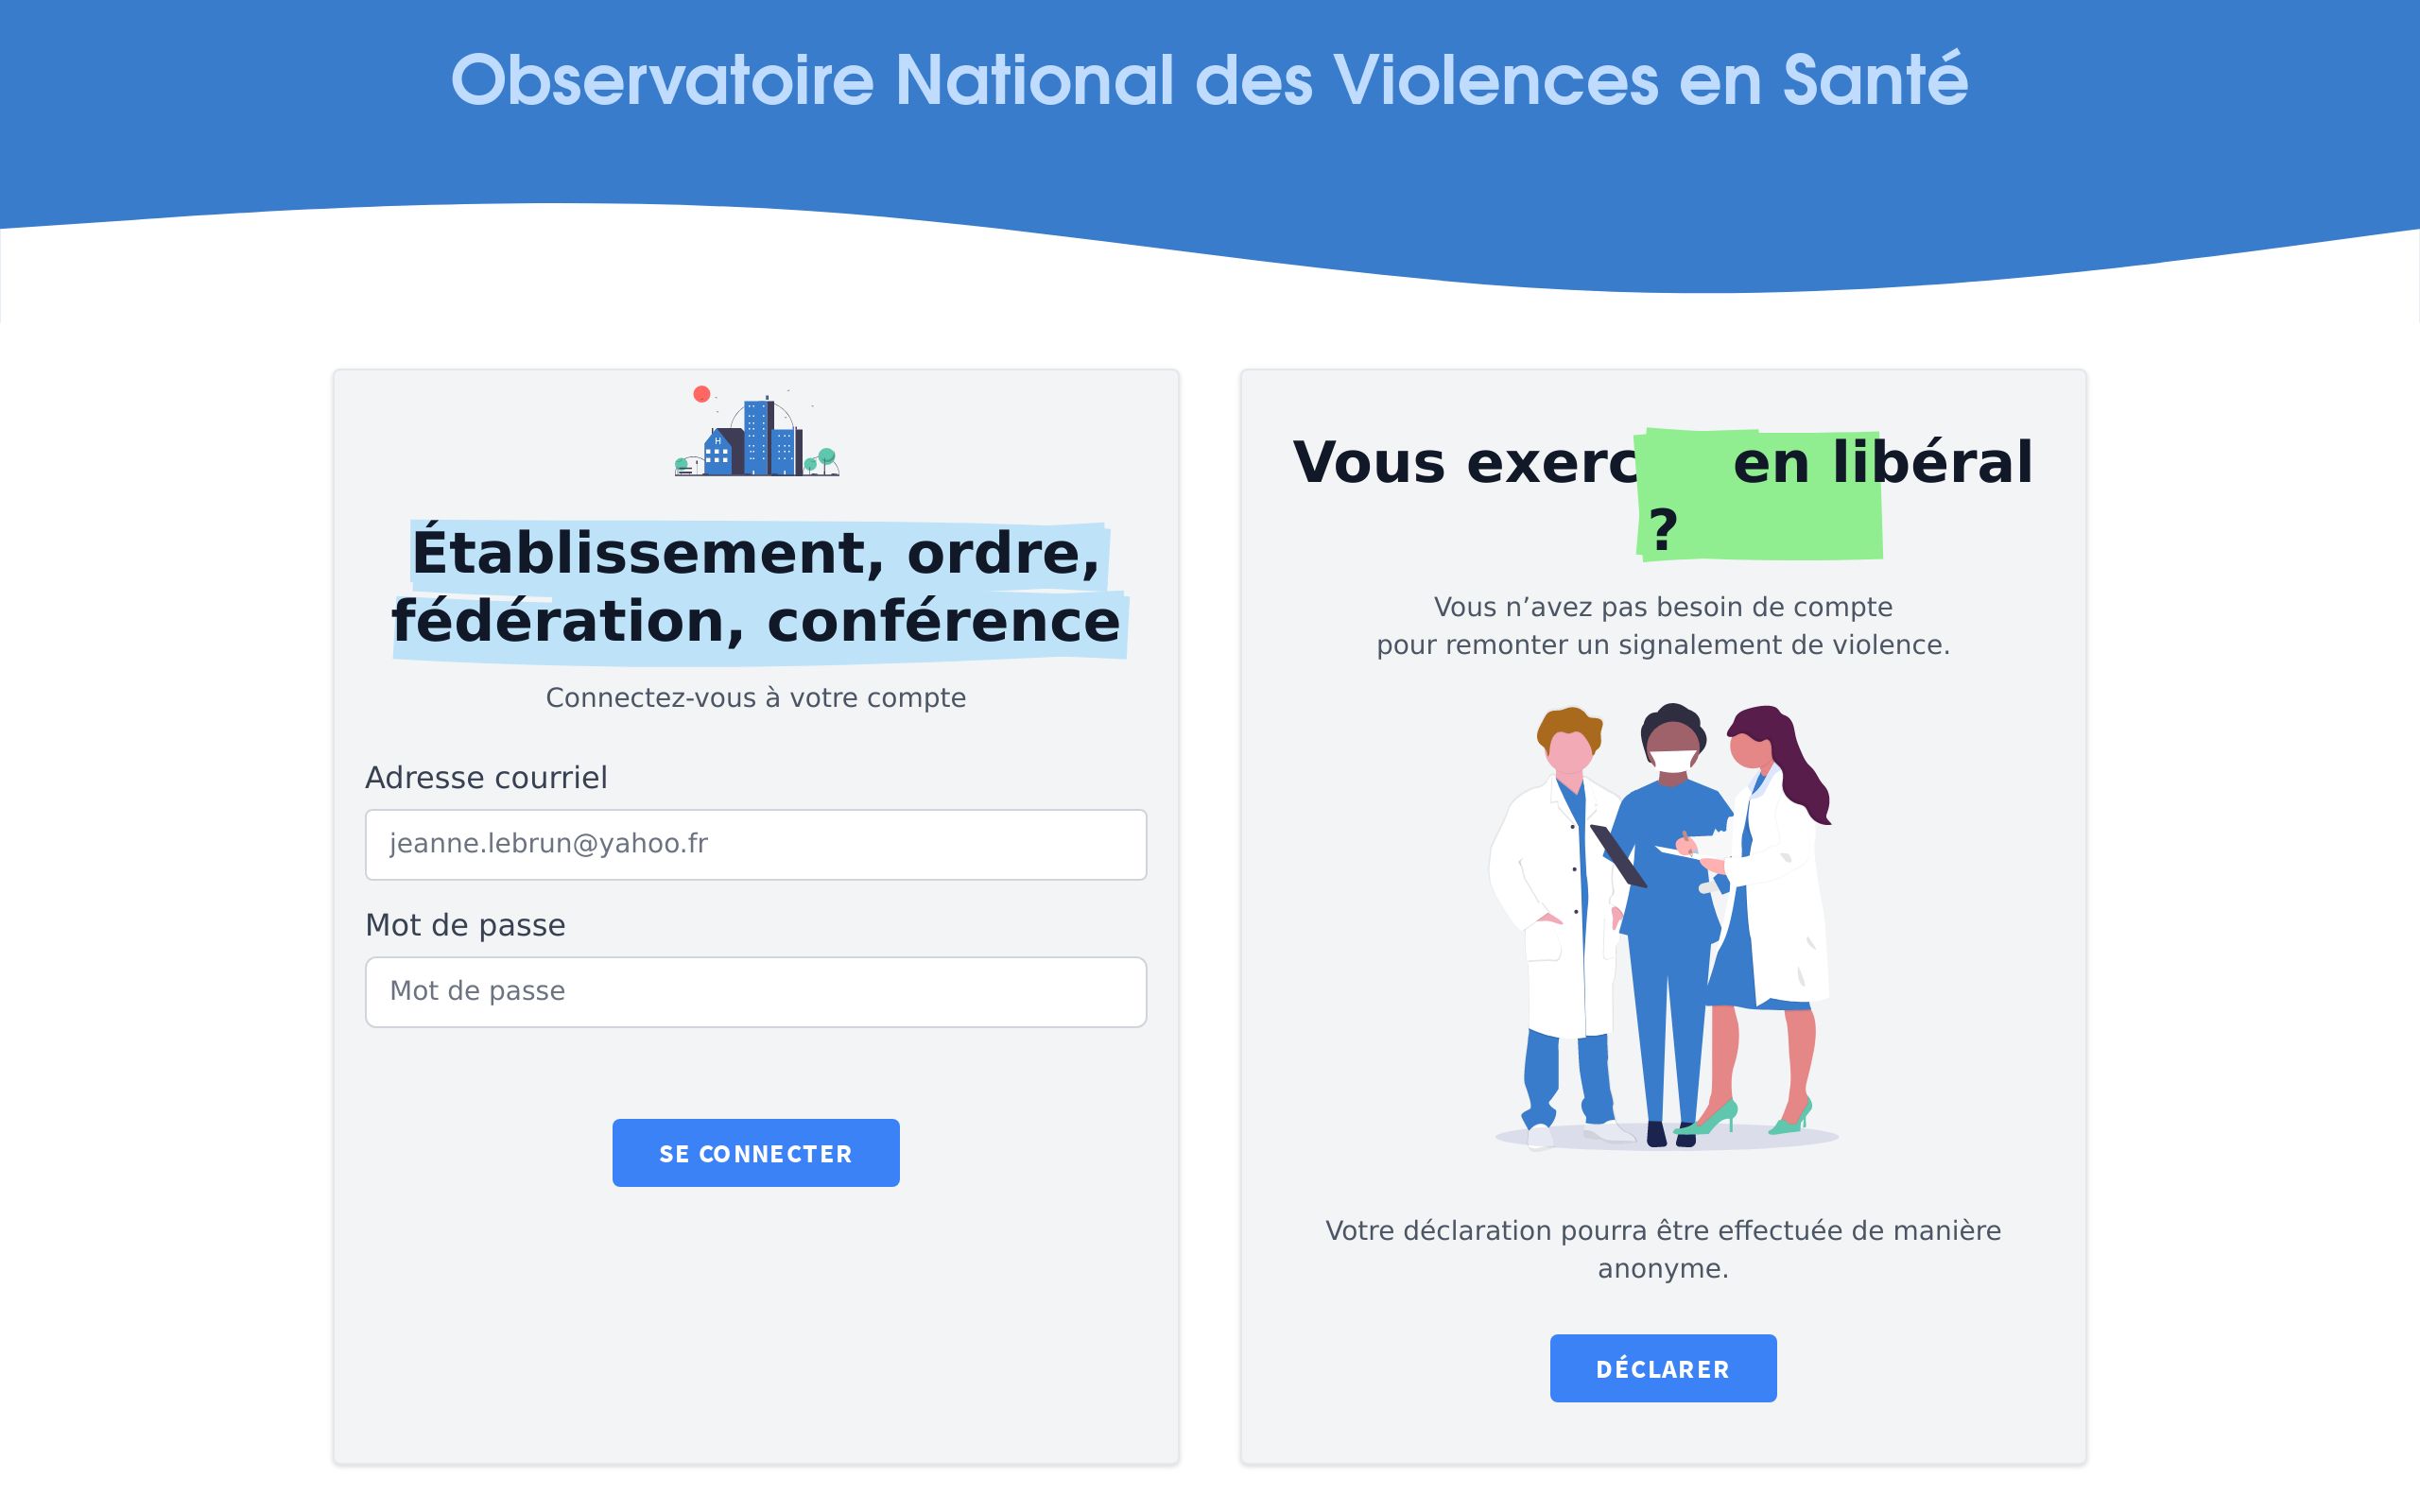 Observatoire National des Violences en Santé
H
Établissement, ordre,
fédération, conférence
Connectez-vous à votre compte
Adresse courriel
jeanne.lebrun@yahoo.fr
Mot de passe
Mot de passe
SE CONNECTER
Vous en libéral
?
Vous n’avez pas besoin de compte
pour remonter un signalement de violence.
Votre déclaration pourra être effectuée de manière
anonyme.
DÉCLARER